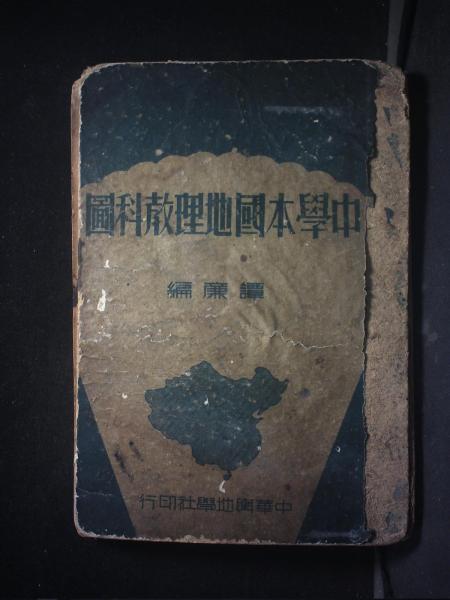 中學本國地理教科圖
譚廉編
中華輿地學社印行